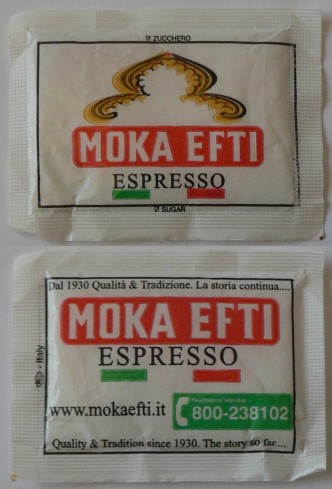 ZUCCHERO
MOKA EFTI
ESPRESSO
SUGAR
Dal 1930 Qualità & Tradizione. La storia continua....
MOKA EFTI
ESPRESSO
Italy
www.mokaefti.it
800-238102
Quality & Tradition since 1930. The story so far....